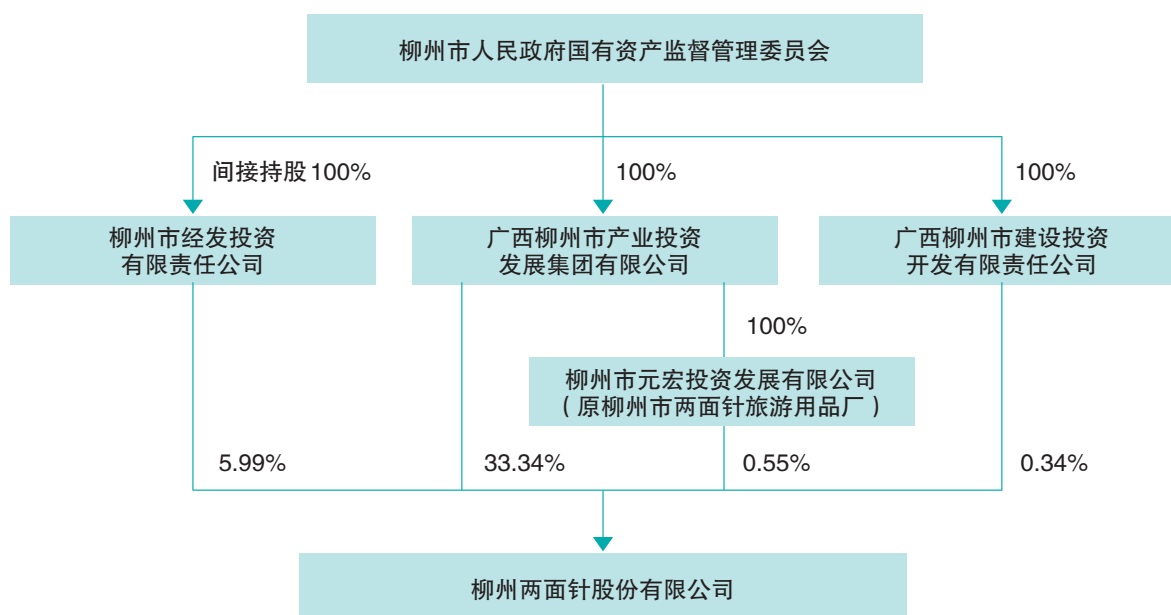 柳州市人民政府国有资产监督管理委员会
间接持股100%
100%
100%
柳州市经发投资
有限责任公司
广西柳州市产业投资
发展集团有限公司
广西柳州市建设投资
开发有限责任公司
100%
柳州市元宏投资发展有限公司
（原柳州市两面针旅游用品厂）
5.99%
33.34%
0.55%
0.34%
柳州两面针股份有限公司